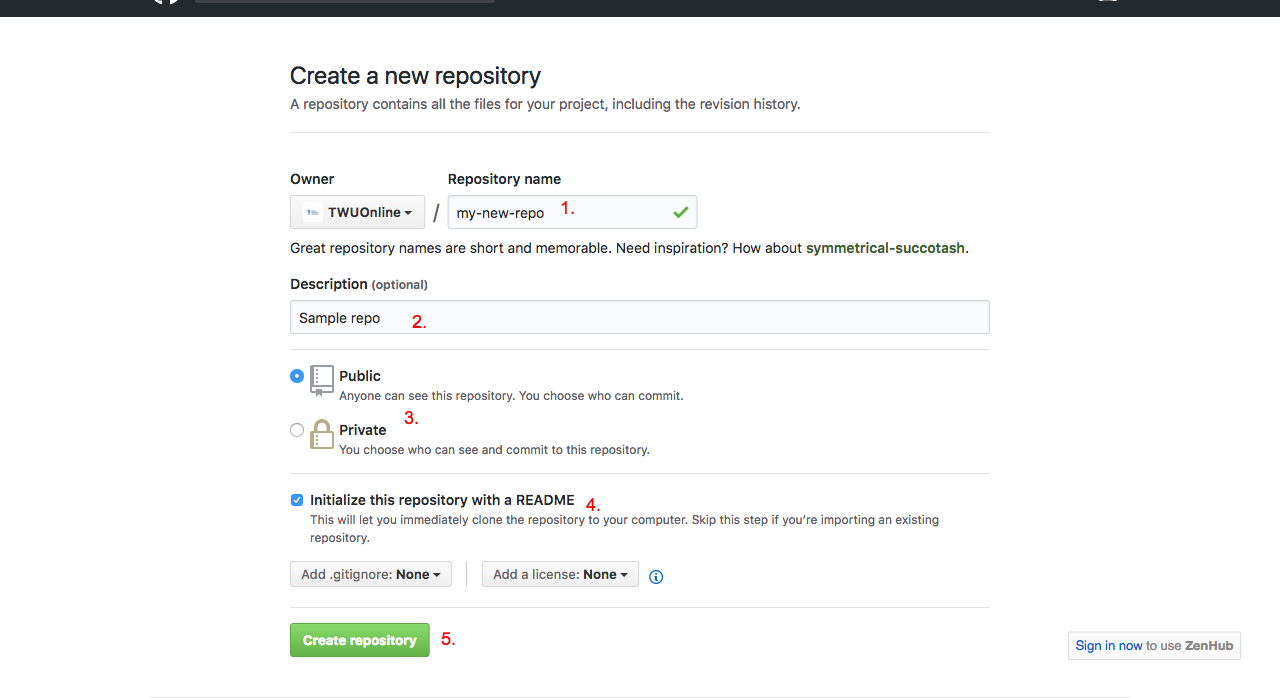 Create a new repository
A repository contains all the files for your project, including the revision history.
Owner
Repository name
TWUOnline
/
my-new-repo
1.
Great repository names are short and memorable. Need inspiration? How about symmetrical-succotash.
Description (optional)
Sample repo
2.
Public
Anyone can see this repository. You choose who can commit.
3.
Private
You choose who can see and commit to this repository.
Initialize this repository with a README
4.
This will let you immediately clone the repository to your computer. Skip this step if you’re importing an existing
repository.
Add .gitignore: None
Add a license: None
Create repository
5.
Sign in now to use ZenHub